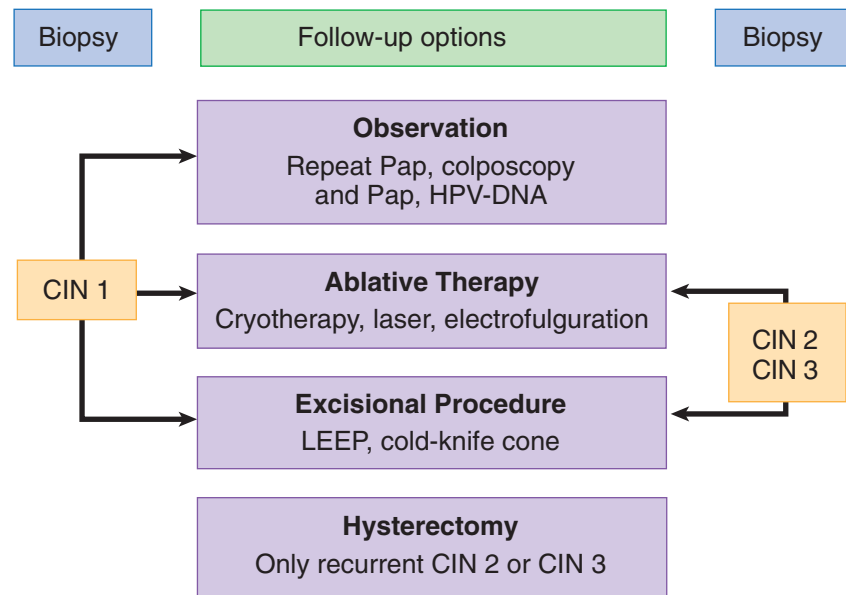 Biopsy
Follow-up options
Biopsy
Observation
Repeat Pap, colposcopy
and Pap, HPV-DNA
CIN 1
Ablative Therapy
Cryotherapy, laser, electrofulguration
CIN 2
CIN 3
Excisional Procedure
LEEP, cold-knife cone
Hysterectomy
Only recurrent CIN 2 or CIN 3